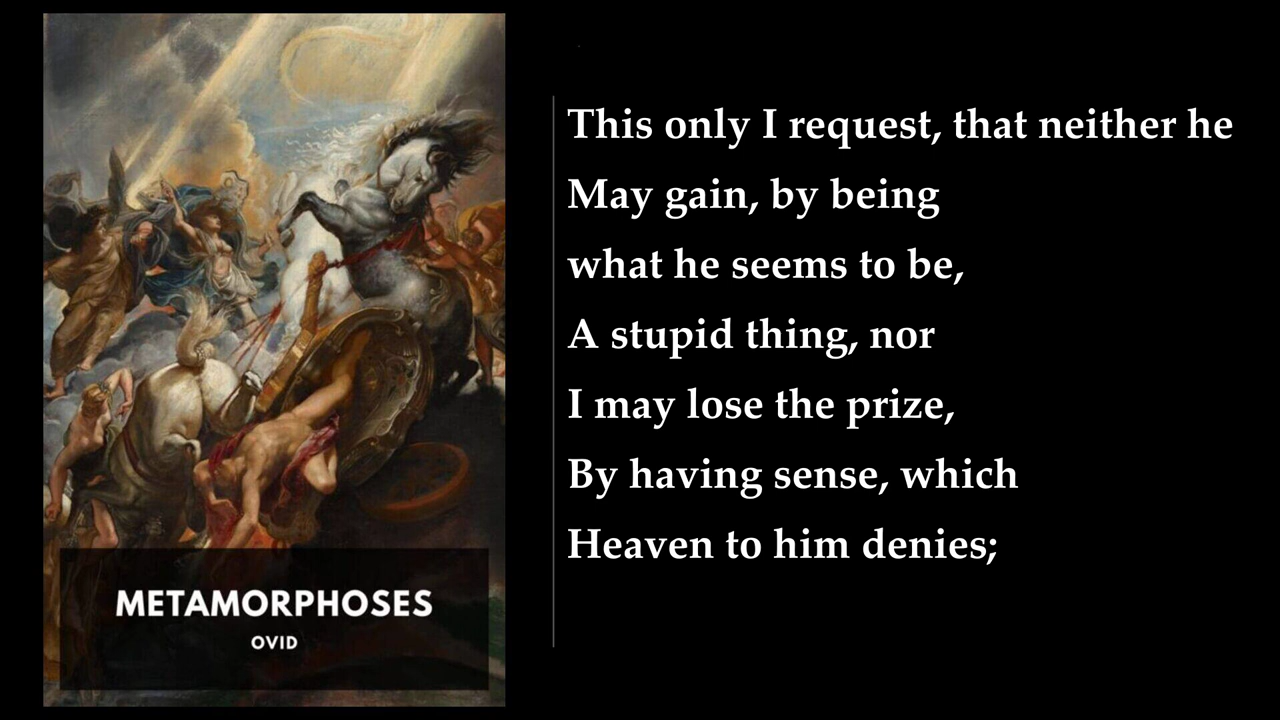 METAMORPHOSES
OVID
This only I request, that neither he
May gain, by being
what he seems to be,
A stupid thing, nor
I may lose the prize,
By having sense, which
Heaven to him denies;